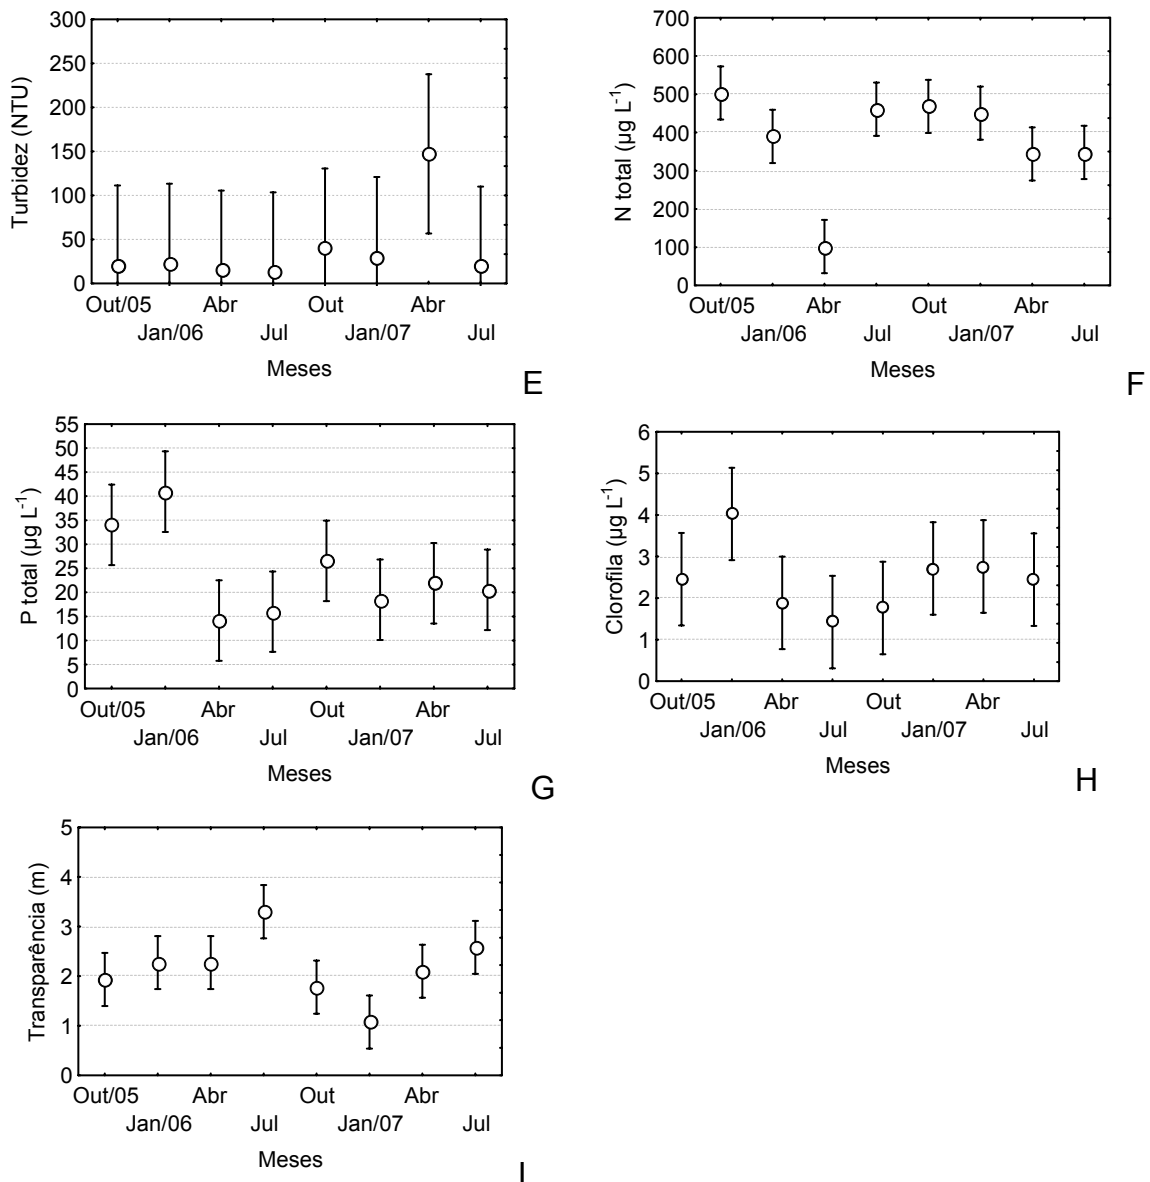 Turbidez (NTU)
300
250
200
150
100
50
0
Out/05 Abr Out Abr
Jan/06 Jul Jan/07 Jul
Meses
E
N total (µg L-1)
700
600
500
400
300
200
100
0
Out/05 Abr Out Abr
Jan/06 Jul Jan/07 Jul
Meses
F
P total (µg L-1)
55
50
45
40
35
30
25
20
15
10
5
0
Out/05 Abr Out Abr
Jan/06 Jul Jan/07 Jul
Meses
G
Clorofila (µg L-1)
6
5
4
3
2
1
0
Out/05 Abr Out Abr
Jan/06 Jul Jan/07 Jul
Meses
H
Transparência (m)
5
4
3
2
1
0
Out/05 Abr Out Abr
Jan/06 Jul Jan/07 Jul
Meses
I